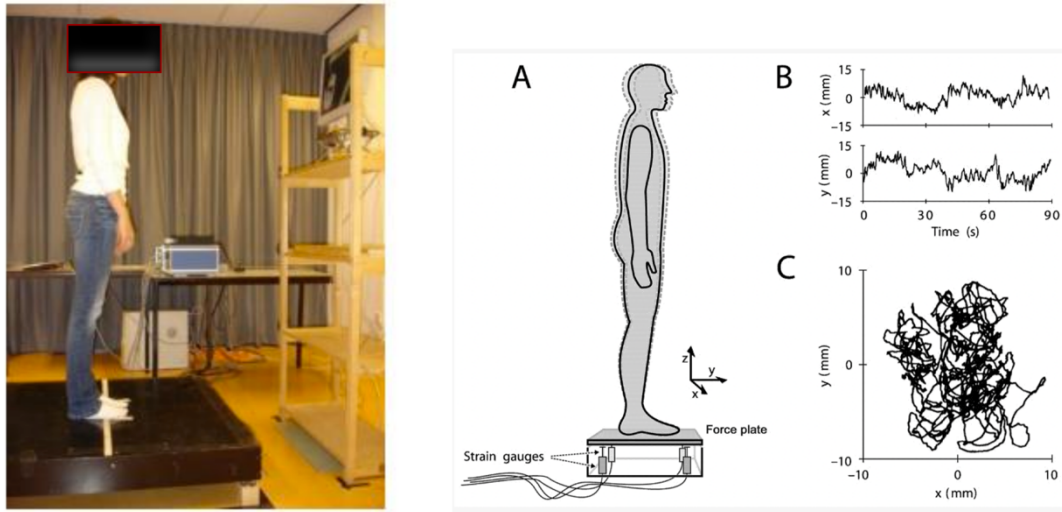 A
z
y
x
Force plate
Strain gauges
B
15
0
−15
x (mm)
15
0
−15
y (mm)
0 30 60 90
Time (s)
C
10
0
−10
y (mm)
−10 0 10
x (mm)